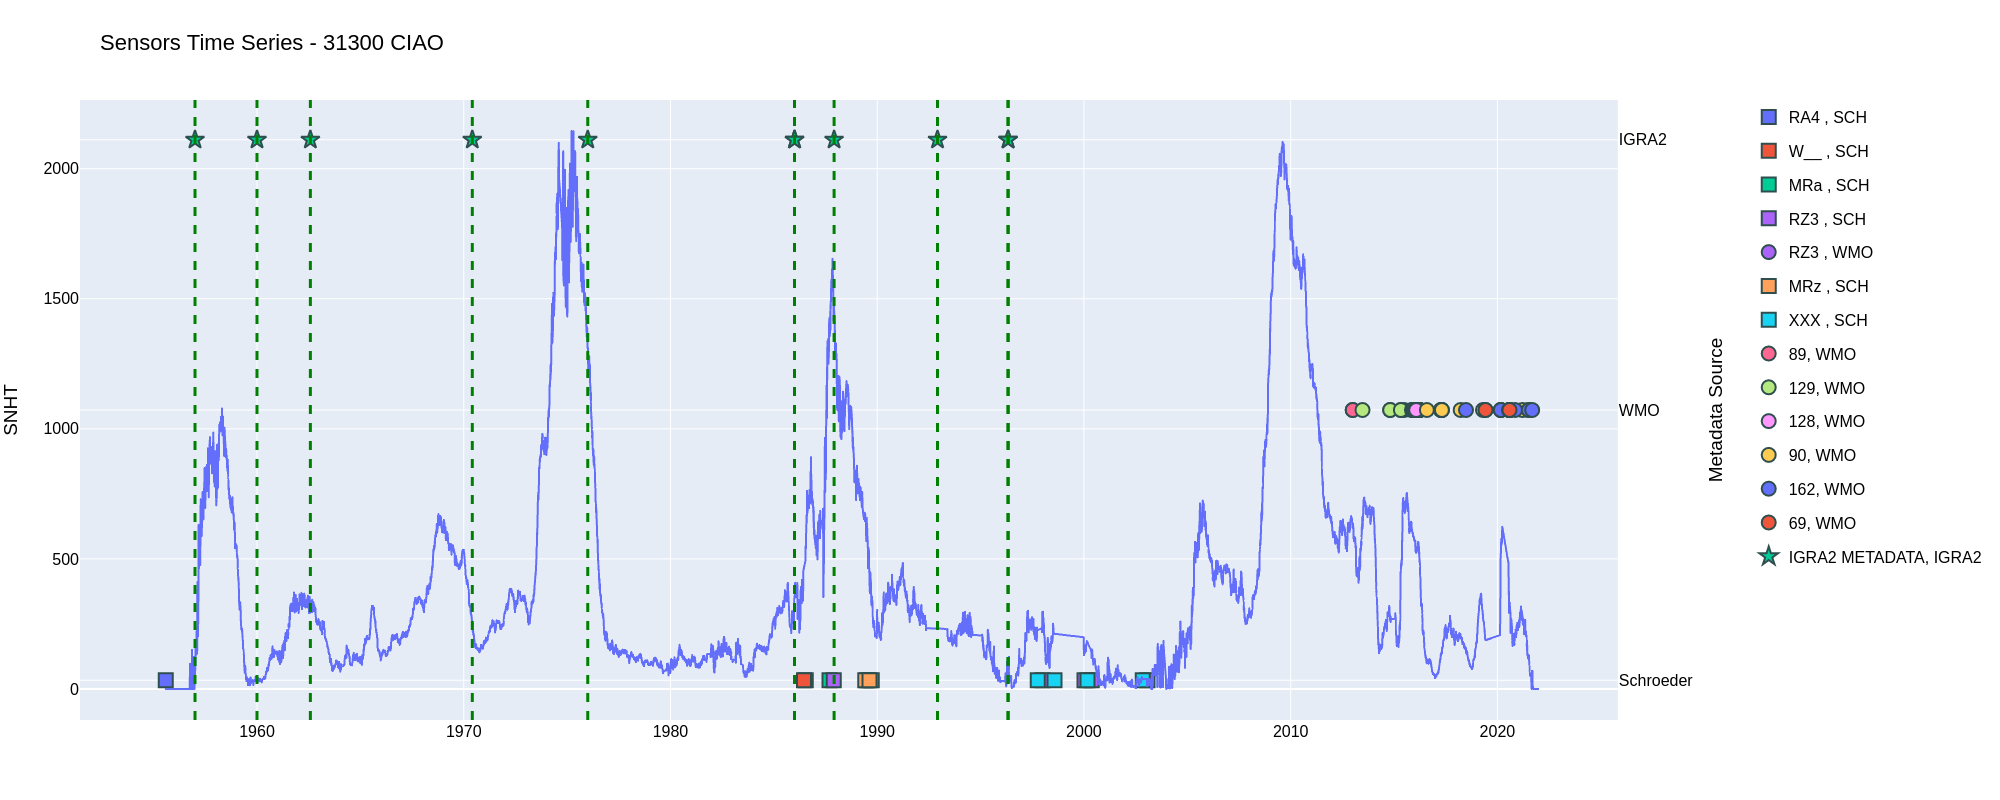 Sensors Time Series - 31300 CIAO
SNHT
2000
1500
1000
500
0
1960
1970
1980
1990
2000
2010
2020
IGRA2
WMO
Schroeder
Metadata Source
RA4 , SCH
W__ , SCH
MRa , SCH
RZ3 , SCH
RZ3 , WMO
MRz , SCH
XXX , SCH
89, WMO
129, WMO
128, WMO
90, WMO
162, WMO
69, WMO
IGRA2 METADATA, IGRA2